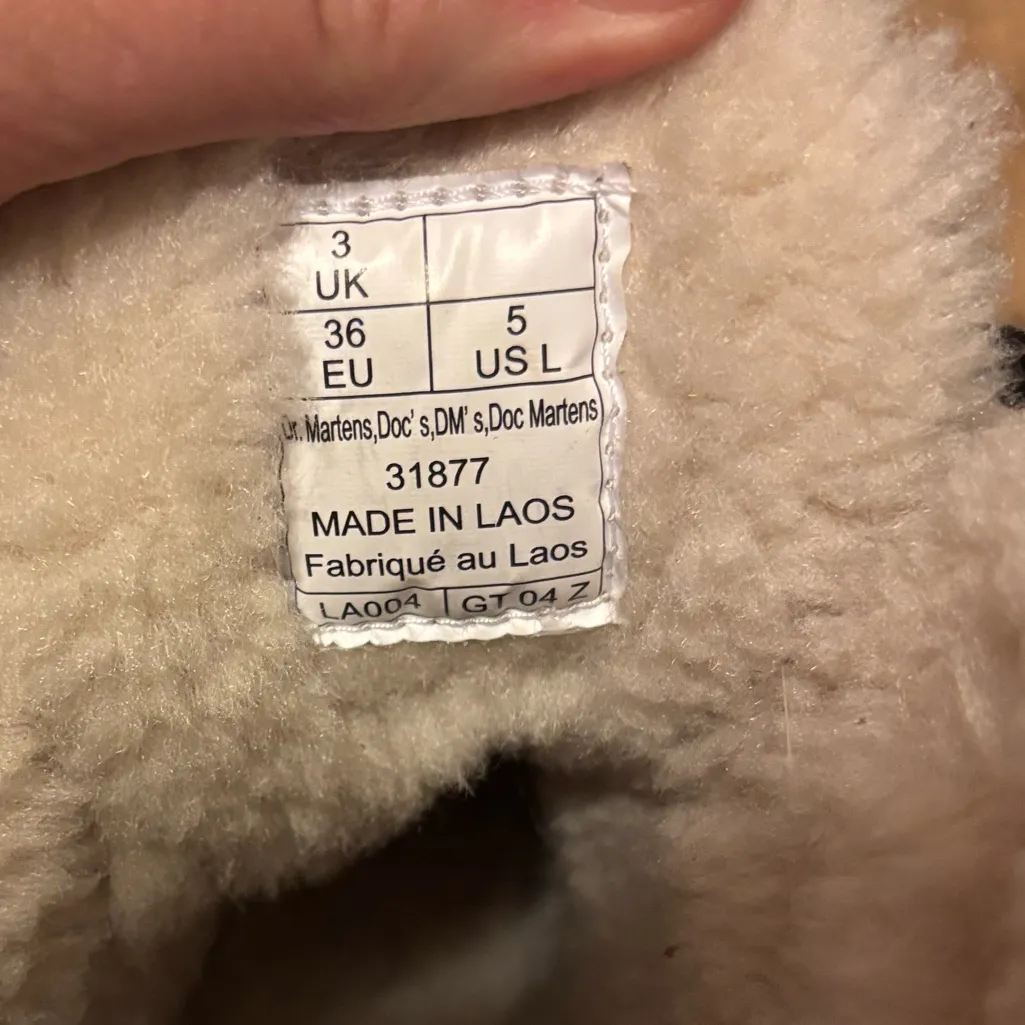 3
UK
36
EU
5
US L
Dr. Martens,Doc' s,DM' s,Doc Martens
31877
MADE IN LAOS
Fabriqué au Laos
LA004 GT 04 Z